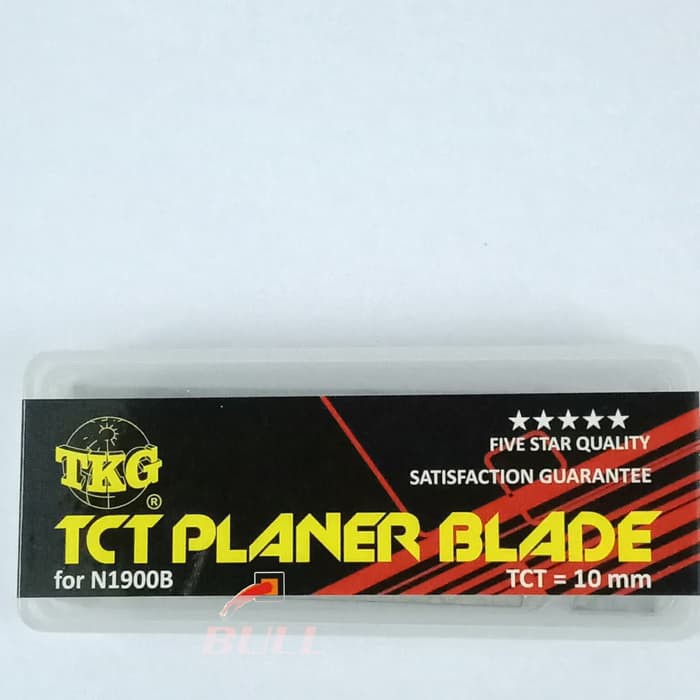 ★★★★★
FIVE STAR QUALITY
SATISFACTION GUARANTEE
TKG
®
TCT PLANER BLADE
for N1900B
TCT = 10 mm
BULL